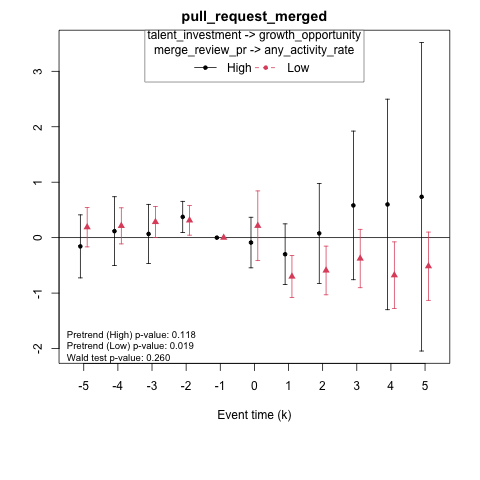 pull_request_merged
talent_investment -> growth_opportunity
merge_review_pr -> any_activity_rate
High Low
3
2
1
0
-1
-2
Pretrend (High) p-value: 0.118
Pretrend (Low) p-value: 0.019
Wald test p-value: 0.260
-5 -4 -3 -2 -1 0 1 2 3 4 5
Event time (k)